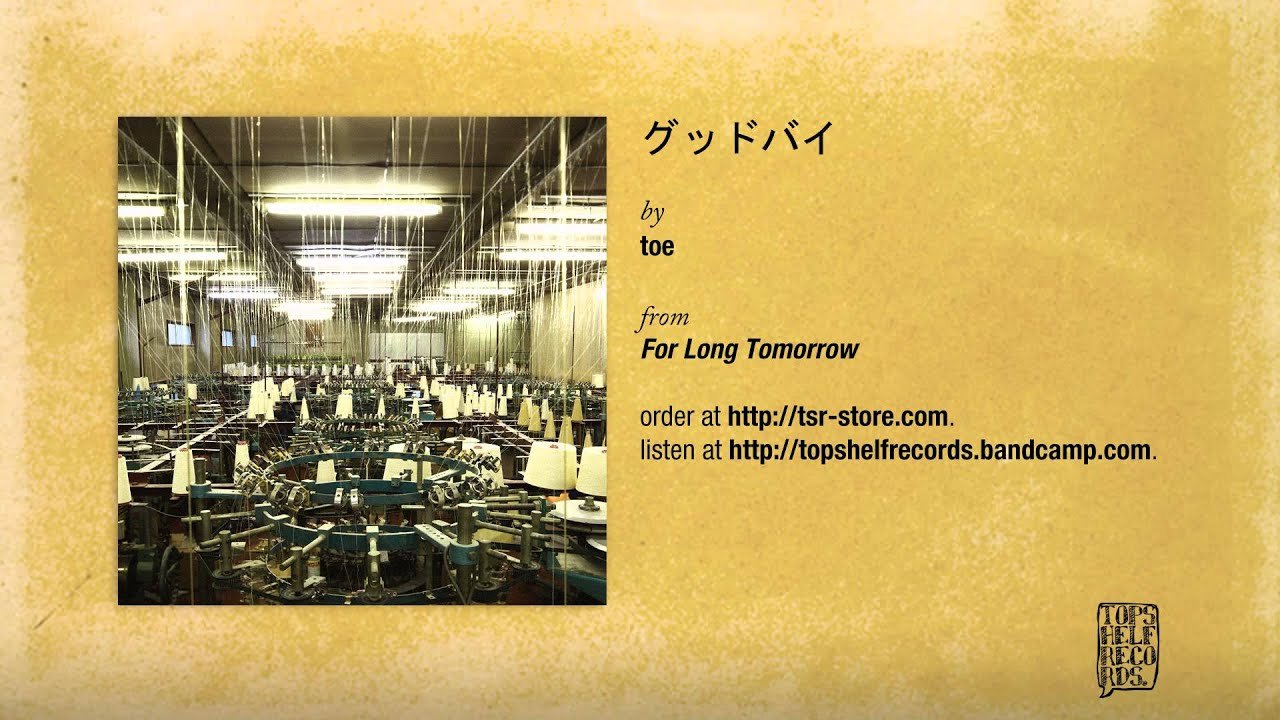 グッドバイ
by
toe
from
For Long Tomorrow
order at http://tsr-store.com.
listen at http://topshelfrecords.bandcamp.com.
TOPS
HELF
RECO
RDS.